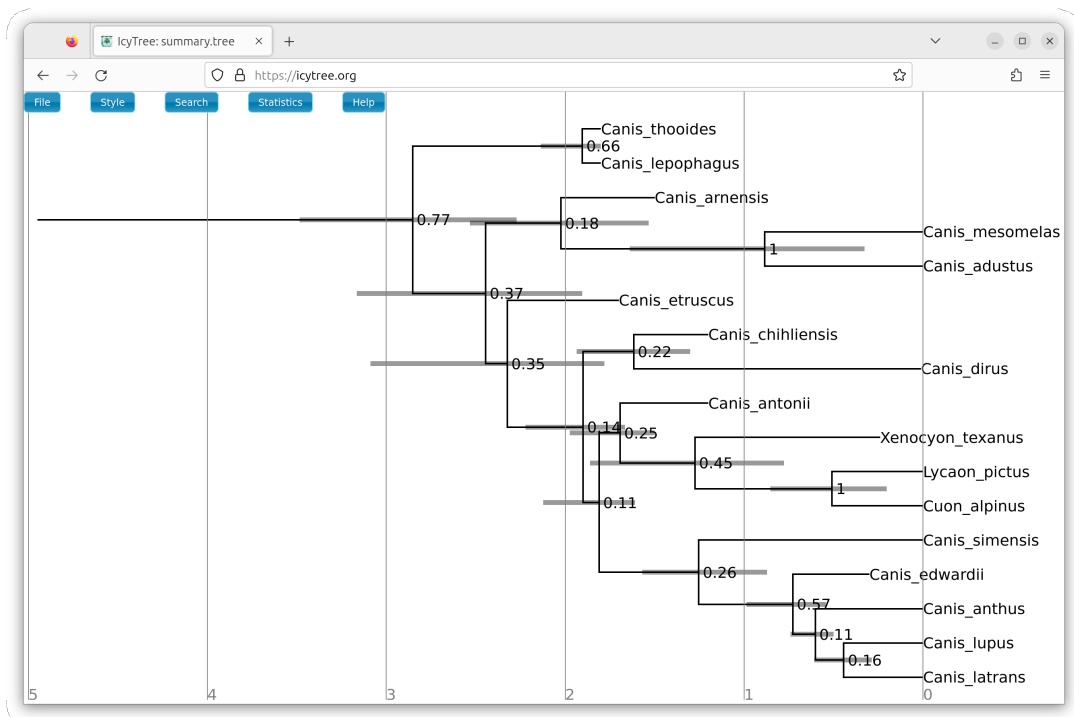 IcyTree: summary.tree
https://icytree.org
File Style Search Statistics Help
Canis_thooides
0.66
Canis_lepophagus
Canis_arnensis
0.77
0.18
Canis_mesomelas
1
Canis_adustus
0.37
Canis_etruscus
Canis_chihliensis
0.22
0.35
Canis_dirus
Canis_antonii
0.14
0.25
Xenocyon_texanus
0.45
Lycaon_pictus
1
0.11
Cuon_alpinus
Canis_simensis
0.26
Canis_edwardii
0.57
Canis_anthus
0.11
Canis_lupus
0.16
Canis_latrans
5 4 3 2 1 0